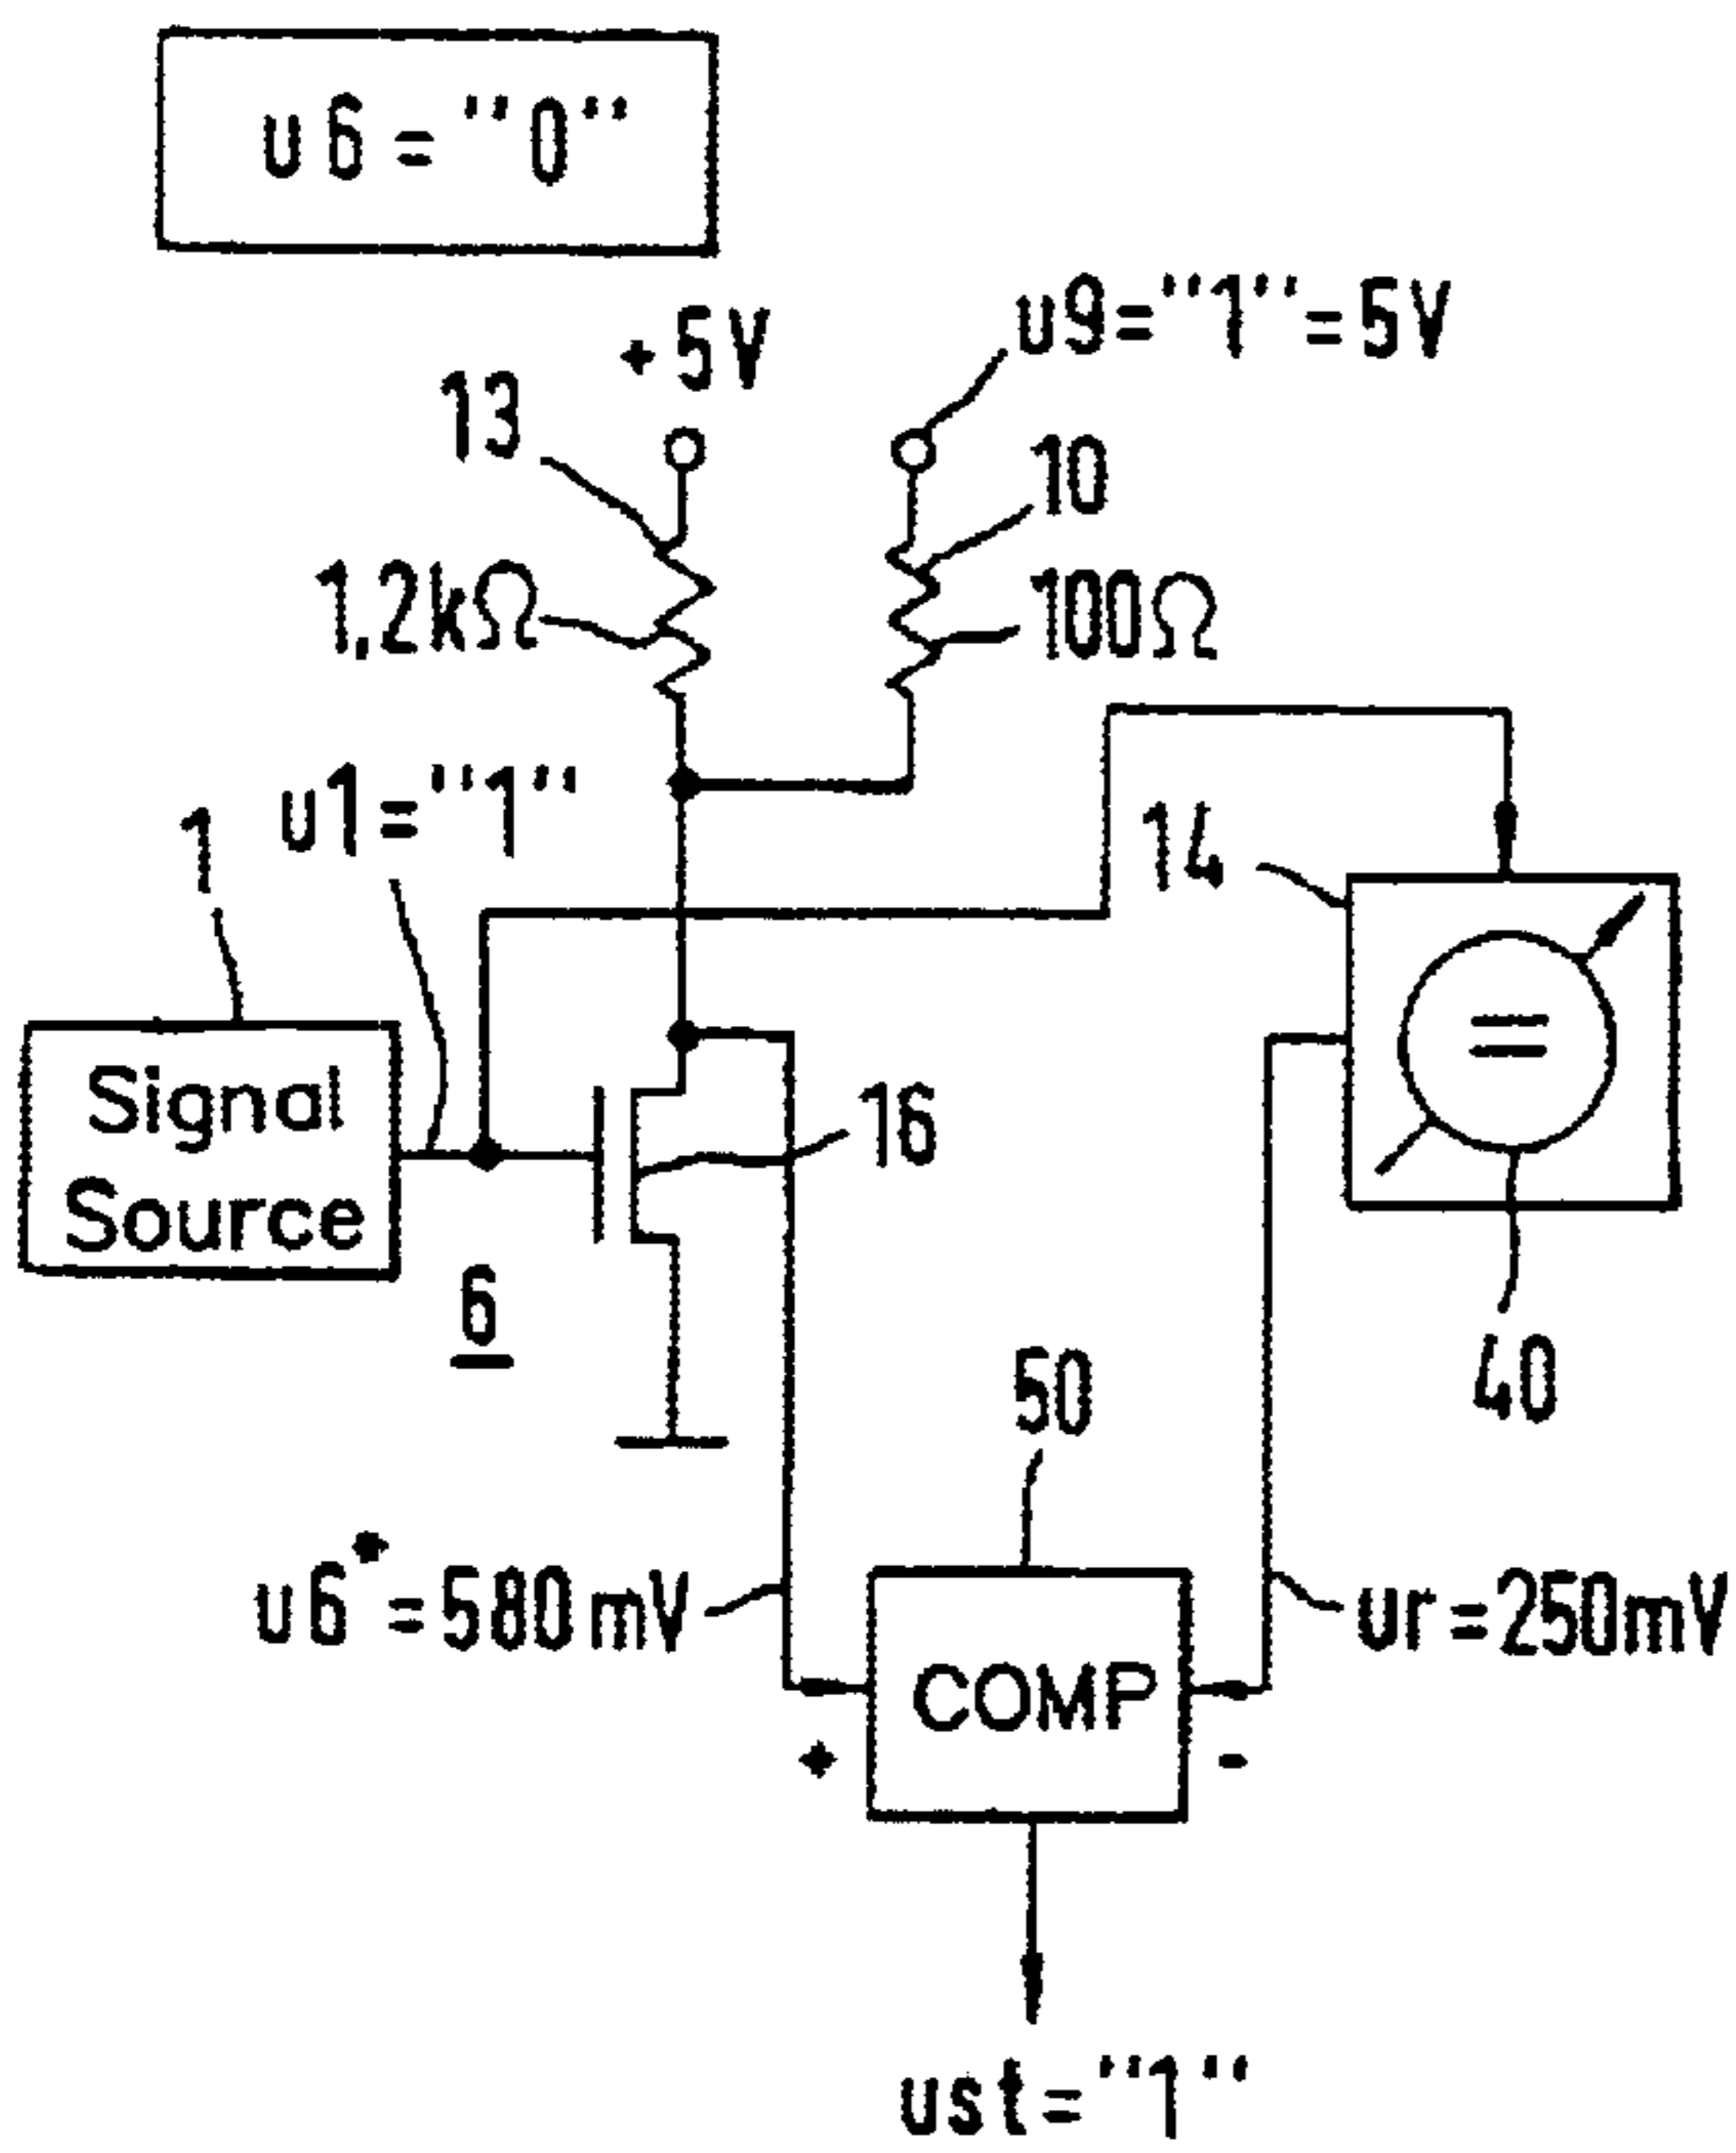 u6="0"
+5V
u9="1"=5V
13
10
1,2kΩ
100Ω
u1="1"
1
14
Signal
Source
16
6
40
50
u6*=580mV
ur=250mV
COMP
+
-
ust="1"